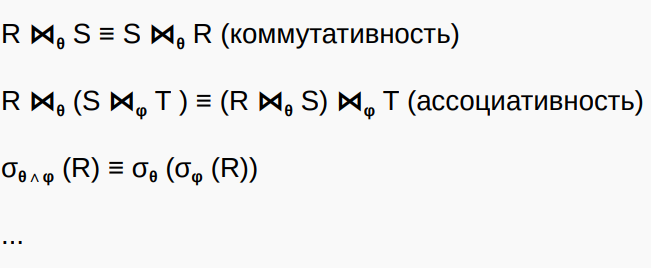 R ⋈θ S ≡ S ⋈θ R (коммутативность)
R ⋈θ (S ⋈φ T ) ≡ (R ⋈θ S) ⋈φ T (ассоциативность)
σθ ∧ φ (R) ≡ σθ (σφ (R))
...